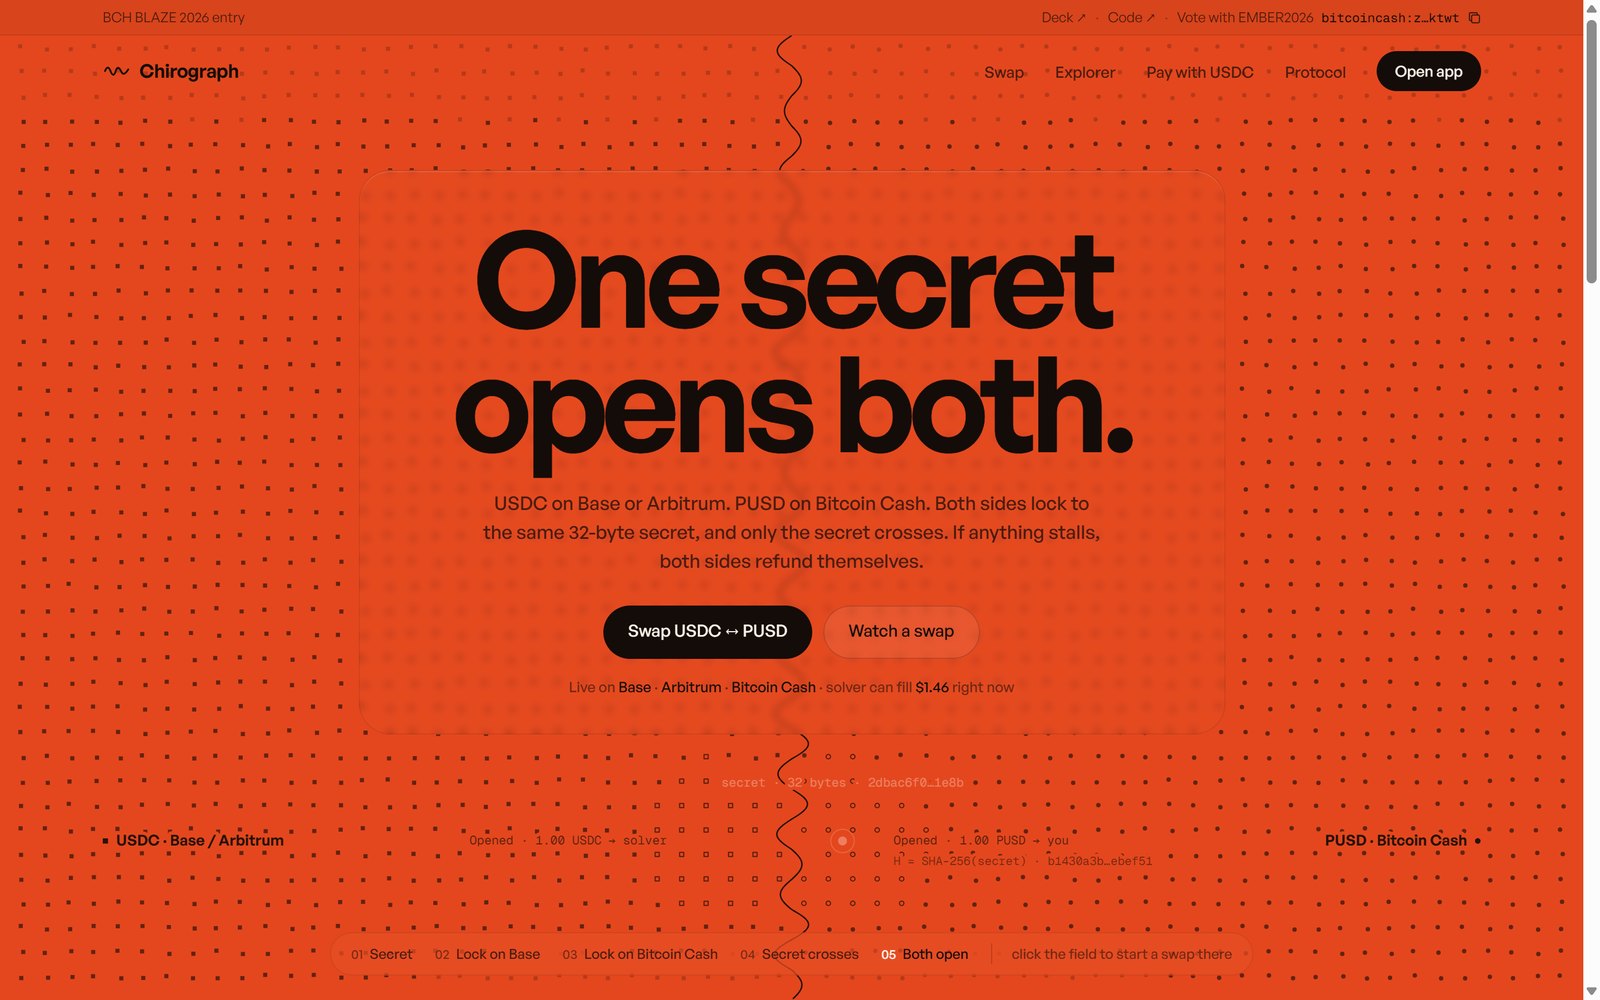 BCH BLAZE 2026 entry
Deck ↗ · Code ↗ · Vote with EMBER2026 bitcoincash:z…ktwt
Chirograph
Swap Explorer Pay with USDC Protocol Open app
One secret
opens both.
USDC on Base or Arbitrum. PUSD on Bitcoin Cash. Both sides lock to
the same 32-byte secret, and only the secret crosses. If anything stalls,
both sides refund themselves.
Swap USDC ↔ PUSD
Watch a swap
Live on Base · Arbitrum · Bitcoin Cash · solver can fill $1.46 right now
secret · 32 bytes · 2dbac6f0…1e8b
USDC · Base / Arbitrum
Opened · 1.00 USDC → solver
Opened · 1.00 PUSD → you
H = SHA-256(secret) · b1430a3b…ebef51
PUSD · Bitcoin Cash
01 Secret 02 Lock on Base 03 Lock on Bitcoin Cash 04 Secret crosses 05 Both open click the field to start a swap there